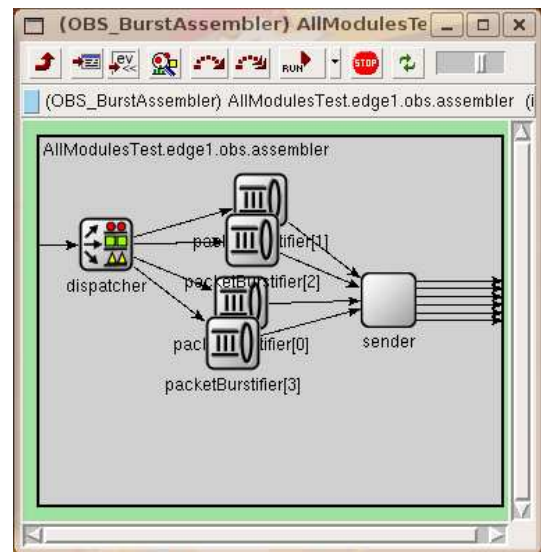 (OBS_BurstAssembler) AllModulesTe
ev
<<
RUN
STOP
(OBS_BurstAssembler) AllModulesTest.edge1.obs.assembler (i
AllModulesTest.edge1.obs.assembler
dispatcher
tifier[1]
packetBurstifier[2]
tifier[0]
packetBurstifier[3]
sender